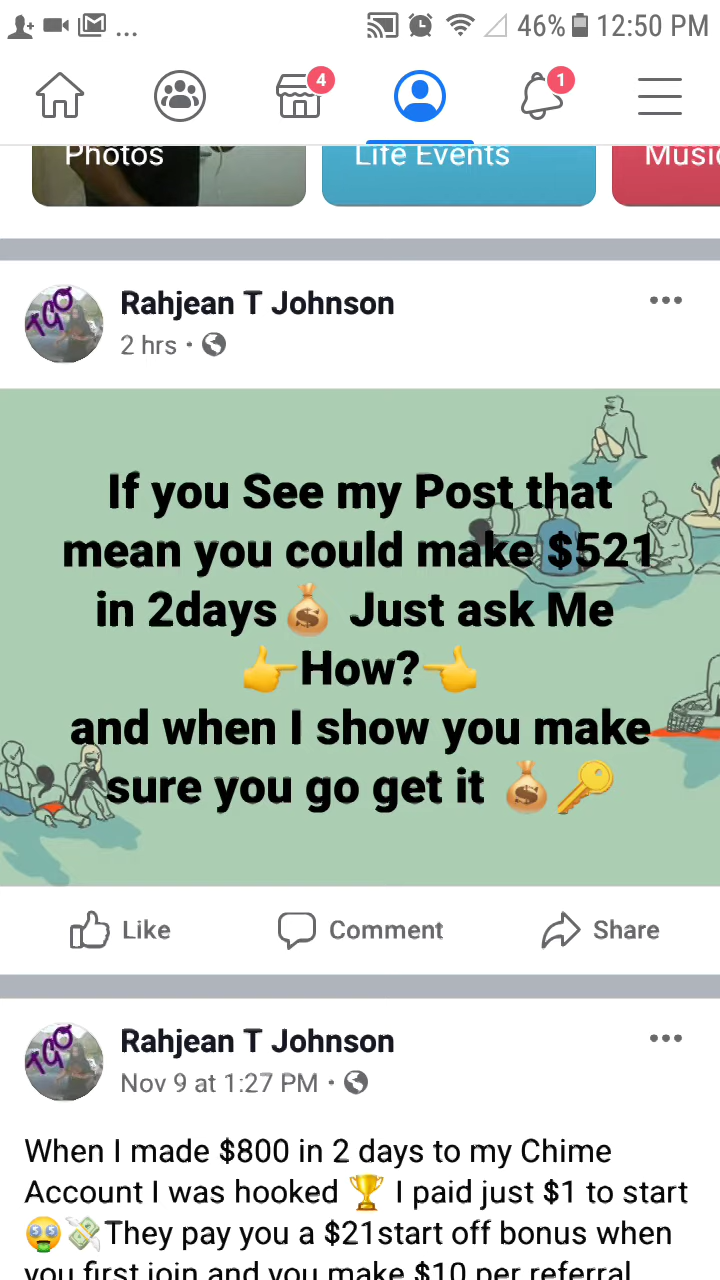 ... 46% 12:50 PM
4 1
Photos Life Events Music
Rahjean T Johnson
2 hrs •
If you See my Post that
mean you could make $521
in 2days💰 Just ask Me
👉How?👈
and when I show you make
sure you go get it 💰🔑
Like Comment Share
TGO
Rahjean T Johnson
Nov 9 at 1:27 PM •
When I made $800 in 2 days to my Chime
Account I was hooked 🏆 I paid just $1 to start
🤑💸They pay you a $21start off bonus when
you first join and you make $10 per referral
TGO